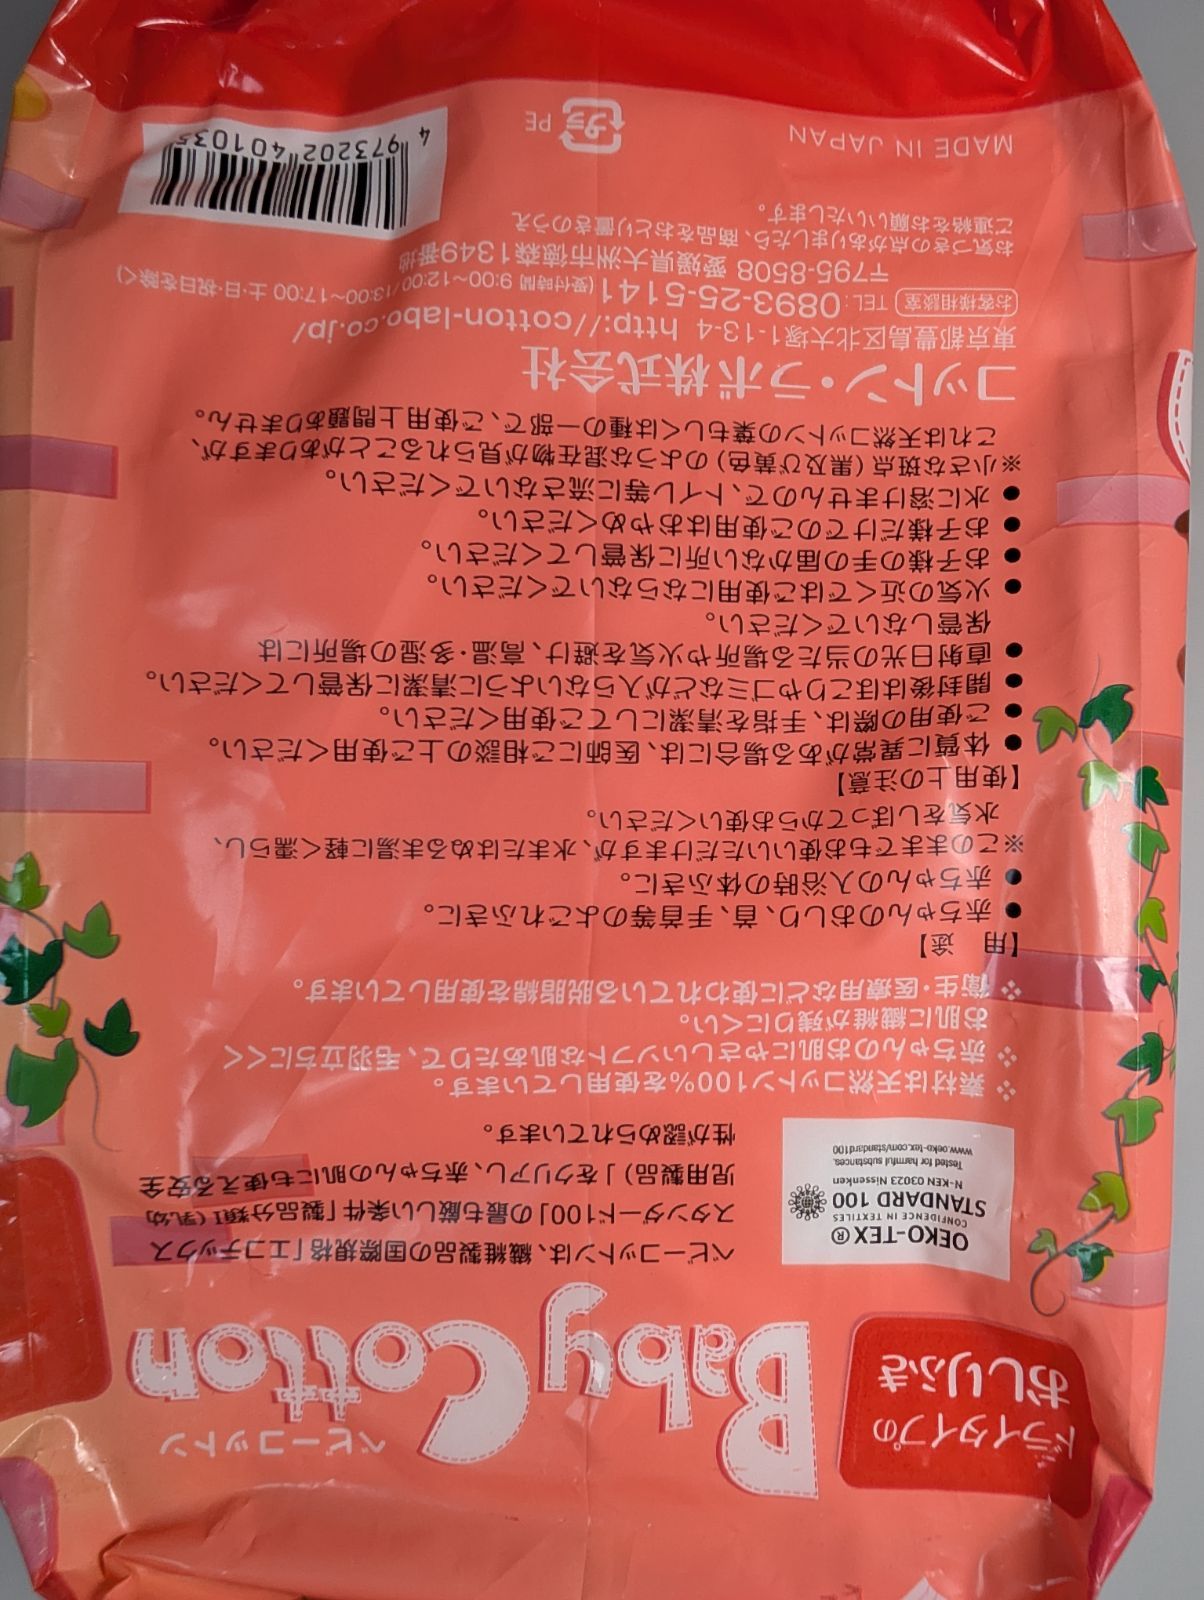 ドライタイプの
おしりふき
ベビーコットン
Baby Cotton
OEKO-TEX®
CONFIDENCE IN TEXTILES
STANDARD 100
N-KEN 03023 Nissenken
Tested for harmful substances.
www.oeko-tex.com/standard100
ベビーコットンは、繊維製品の国際規格「エコテックス
スタンダード100」の最も厳しい条件「製品分類I(乳幼
児用製品)」をクリアし、赤ちゃんの肌にも使える安全
性が認められています。
素材は天然コットン100%を使用しています。
赤ちゃんのお肌にやさしいソフトな肌あたりで、毛羽立ちにくく
お肌に繊維が残りにくい。
衛生・医療用などに使われている脱脂綿を使用しています。
【用 途】
● 赤ちゃんのおしり、首、手首等のよごれふきに。
● 赤ちゃんの入浴時の体ふきに。
※このままでもお使いいただけますが、水またはぬるま湯に軽く濡らし、
水気をしぼってからお使いください。
【使用上の注意】
● 体質に異常がある場合には、医師にご相談の上ご使用ください。
● ご使用の際は、手指を清潔にしてご使用ください。
● 開封後はほこりやゴミなどが入らないように清潔に保管してください。
● 直射日光の当たる場所や火気を避け、高温・多湿の場所には
保管しないでください。
● 火気の近くではご使用にならないでください。
● お子様の手の届かない所に保管してください。
● お子様だけでのご使用はおやめください。
● 水に溶けませんので、トイレ等に流さないでください。
※小さな斑点(黒及び黄色)のような混在物が見られることがありますが、
これは天然コットンの葉もしくは種の一部で、ご使用上問題ありません。
コットン・ラボ株式会社
東京都豊島区北大塚1-13-4 http://cotton-labo.co.jp/
お客様相談室 TEL:0893-25-5141(受付時間 9:00~12:00/13:00~17:00 土・日・祝日を除く)
〒795-8508 愛媛県大洲市徳森1349番地
お気づきの点がありましたら、商品をおとり置きのうえ
ご連絡をお願いいたします。
MADE IN JAPAN
プラ PE
4 973202 401035